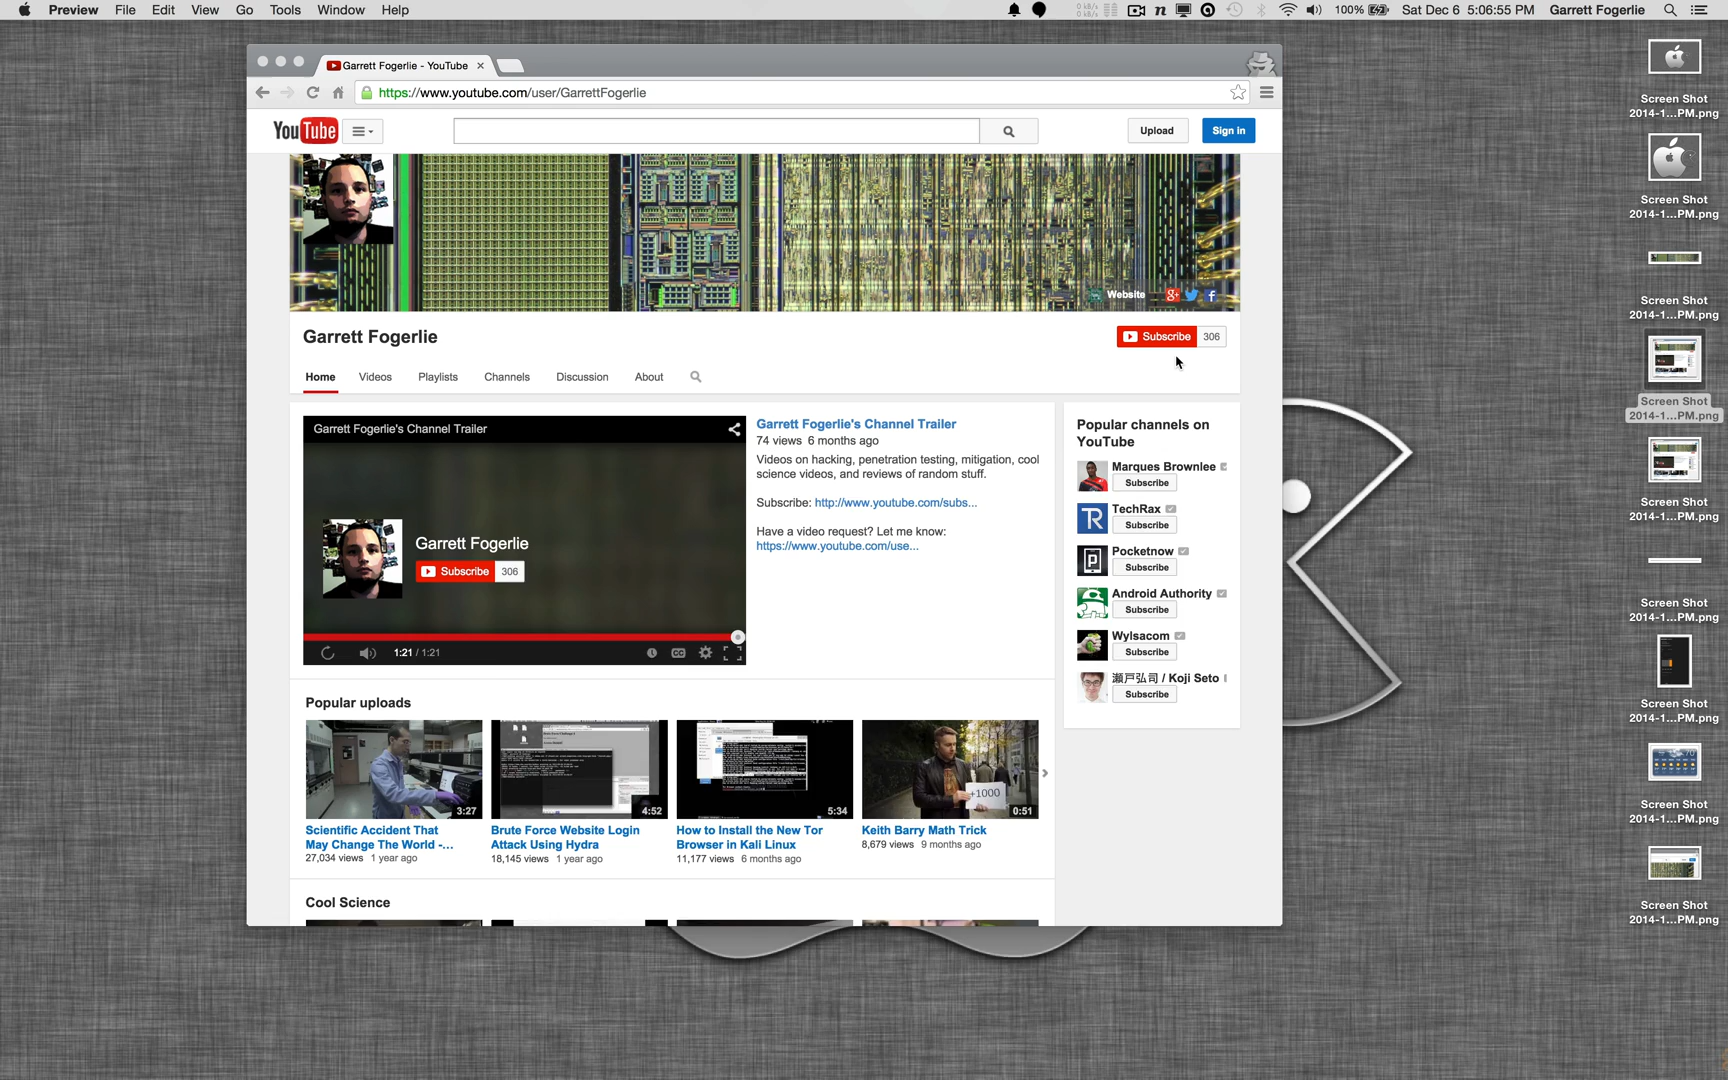 Preview File Edit View Go Tools Window Help
0 kB/s
0 kB/s
100% Sat Dec 6 5:06:55 PM Garrett Fogerlie
Garrett Fogerlie - YouTube
https://www.youtube.com/user/GarrettFogerlie
YouTube
Upload Sign in
Website
Garrett Fogerlie
Subscribe 306
Home Videos Playlists Channels Discussion About
Garrett Fogerlie's Channel Trailer
Garrett Fogerlie
Subscribe 306
1:21 / 1:21
CC
Garrett Fogerlie's Channel Trailer
74 views 6 months ago
Videos on hacking, penetration testing, mitigation, cool
science videos, and reviews of random stuff.
Subscribe: http://www.youtube.com/subs...
Have a video request? Let me know:
https://www.youtube.com/use...
Popular channels on
YouTube
Marques Brownlee
Subscribe
TechRax
Subscribe
Pocketnow
Subscribe
Android Authority
Subscribe
Wylsacom
Subscribe
瀬戸弘司 / Koji Seto
Subscribe
Popular uploads
3:27
4:52
5:34
+1000
0:51
Scientific Accident That
May Change The World -...
27,034 views 1 year ago
Brute Force Website Login
Attack Using Hydra
18,145 views 1 year ago
How to Install the New Tor
Browser in Kali Linux
11,177 views 6 months ago
Keith Barry Math Trick
8,679 views 9 months ago
Cool Science
Screen Shot
2014-1...PM.png
Screen Shot
2014-1...PM.png
Screen Shot
2014-1...PM.png
Screen Shot
2014-1...PM.png
Screen Shot
2014-1...PM.png
Screen Shot
2014-1...PM.png
Screen Shot
2014-1...PM.png
Screen Shot
2014-1...PM.png
Screen Shot
2014-1...PM.png